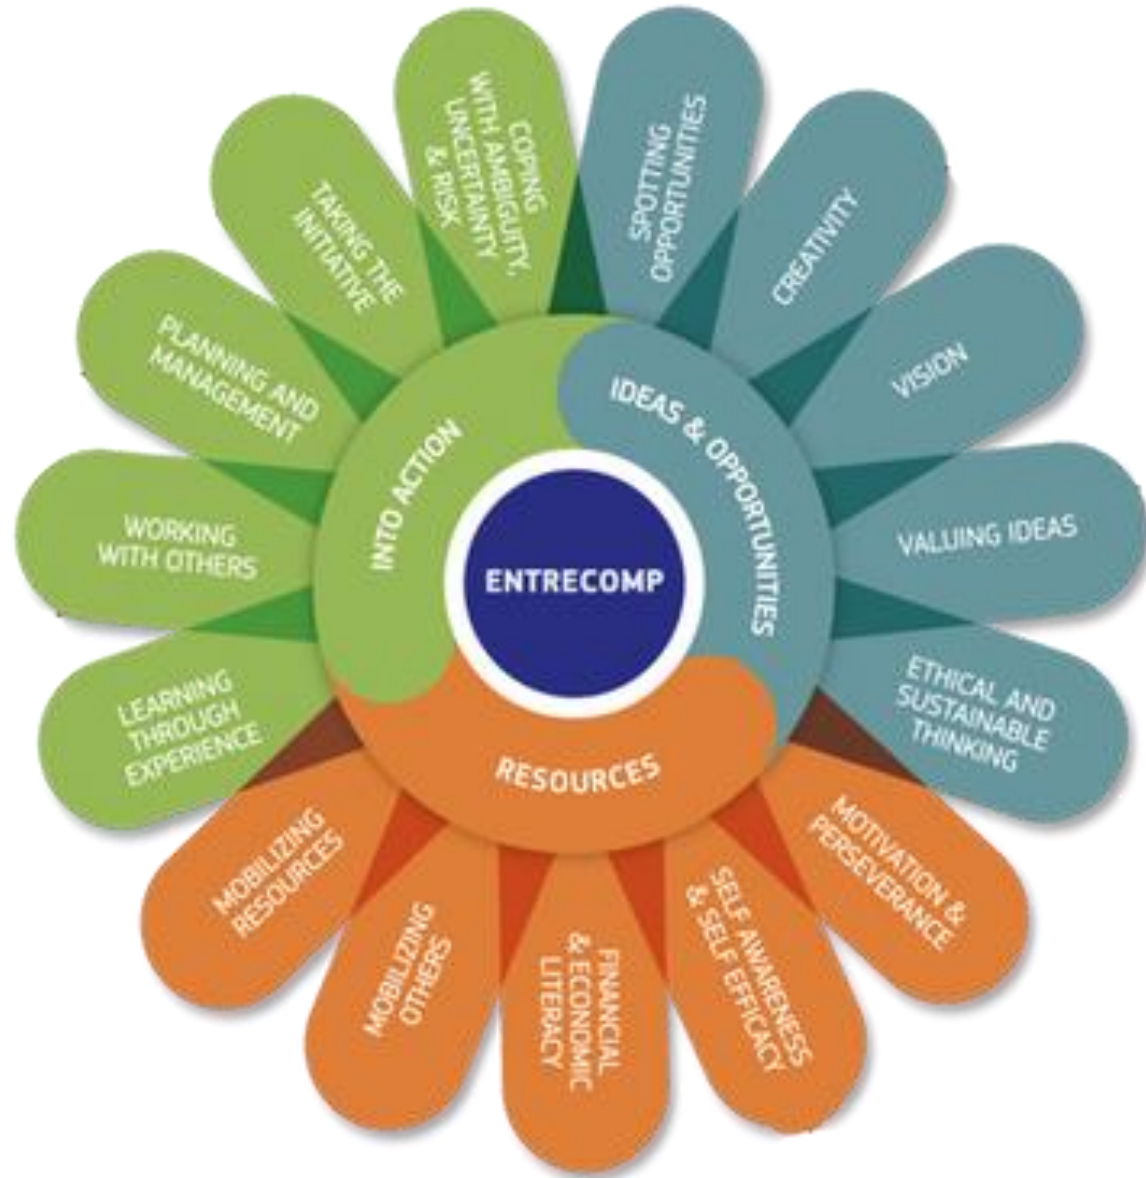 ENTRECOMP
IDEAS & OPPORTUNITIES
SPOTTING
OPPORTUNITIES
CREATIVITY
VISION
VALUING IDEAS
ETHICAL AND
SUSTAINABLE
THINKING
RESOURCES
MOTIVATION &
PERSEVERANCE
SELF AWARENESS
& SELF EFFICACY
FINANCIAL
& ECONOMIC
LITERACY
MOBILIZING
OTHERS
MOBILIZING
RESOURCES
INTO ACTION
LEARNING
THROUGH
EXPERIENCE
WORKING
WITH OTHERS
PLANNING AND
MANAGEMENT
TAKING THE
INITIATIVE
COPING
WITH AMBIGUITY,
UNCERTAINTY
& RISK